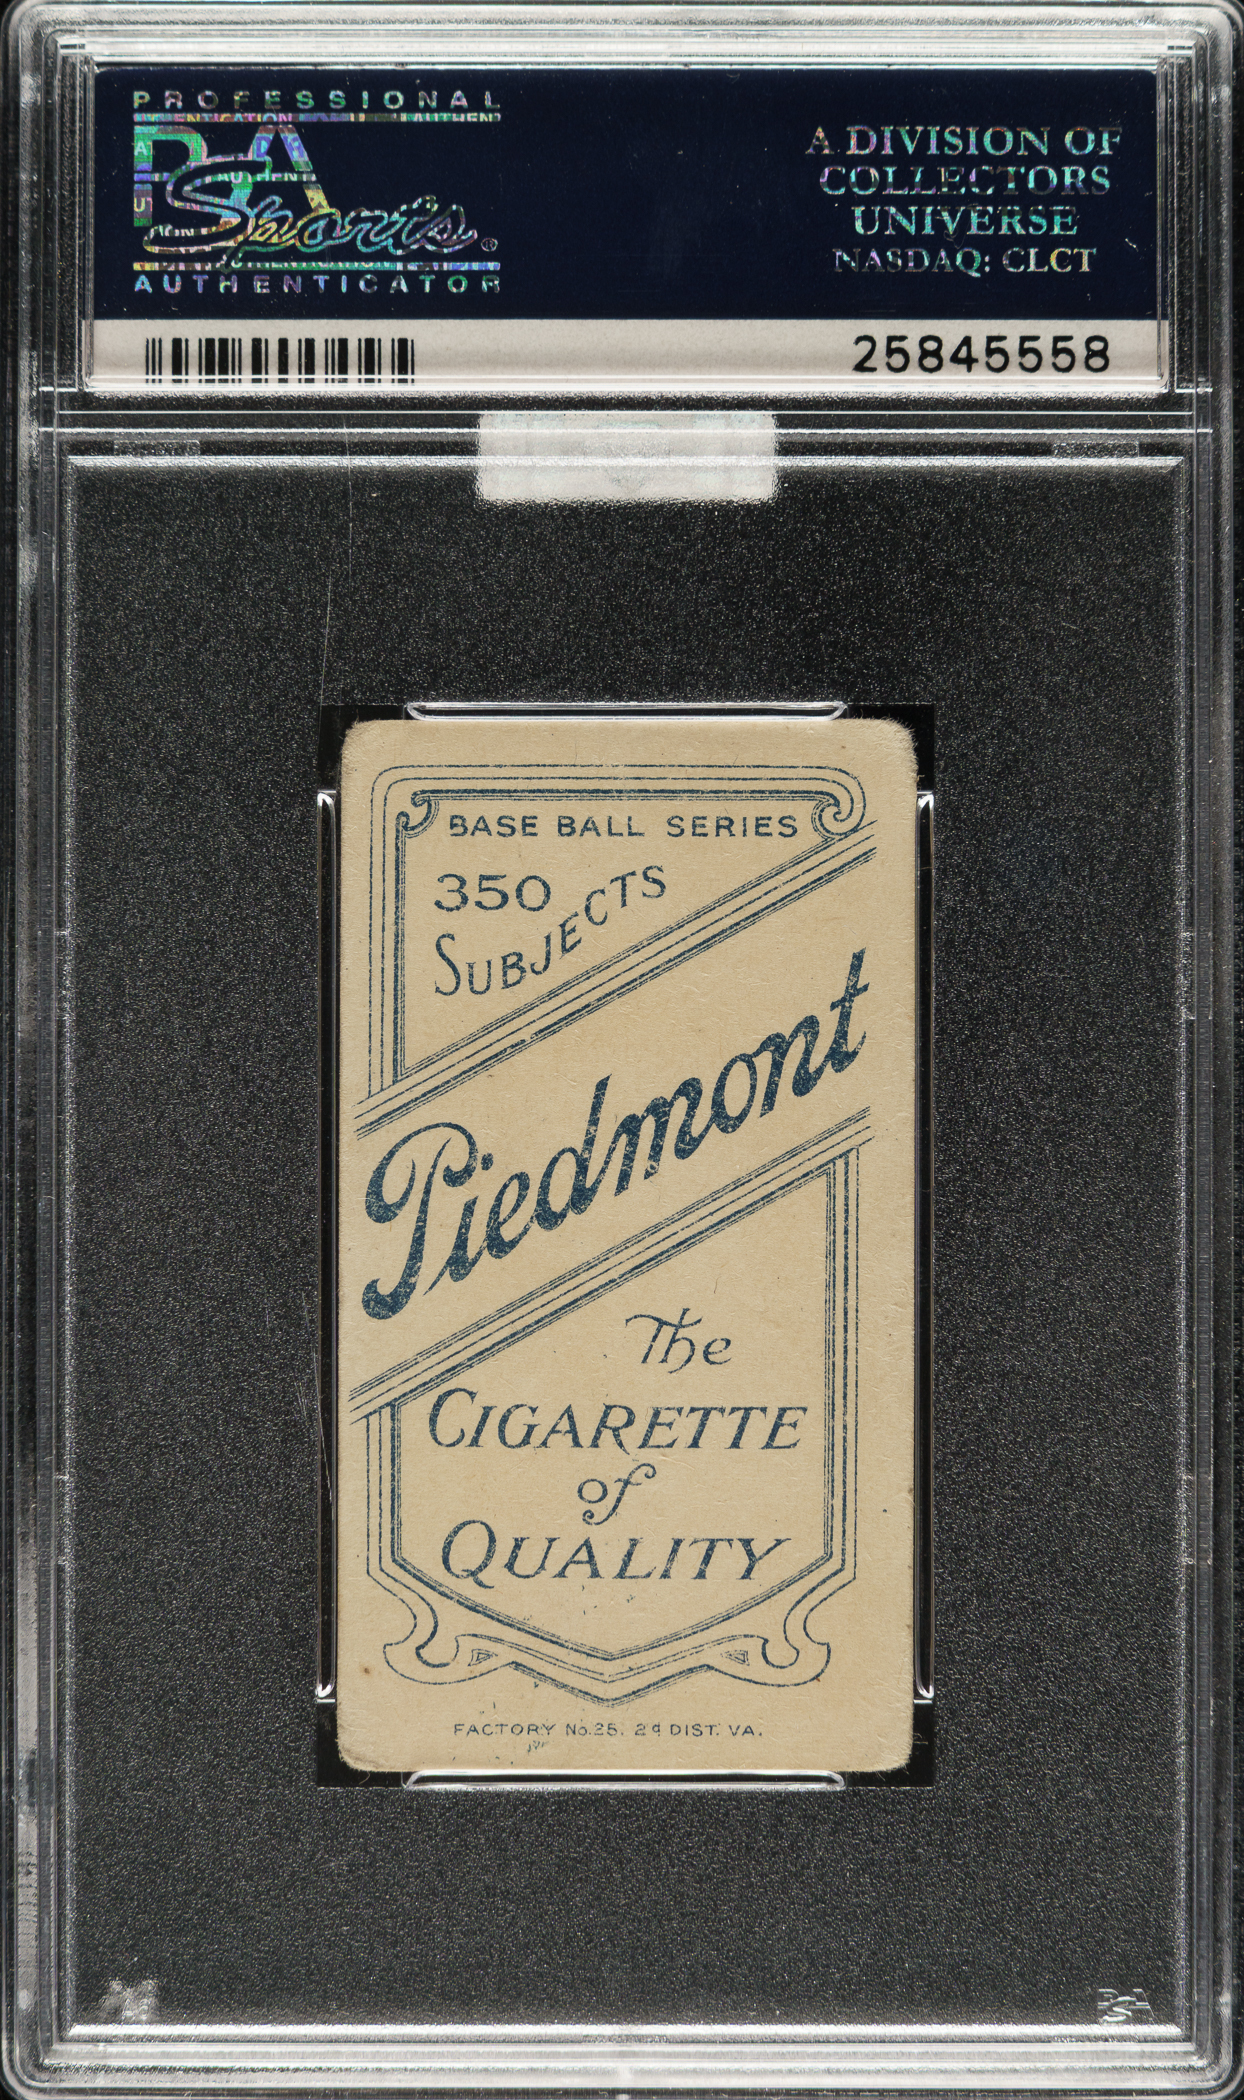 PROFESSIONAL
PSA
Sports®
AUTHENTICATOR
A DIVISION OF
COLLECTORS
UNIVERSE
NASDAQ: CLCT
25845558
BASE BALL SERIES
350
SUBJECTS
Piedmont
The
CIGARETTE
of
QUALITY
FACTORY No. 25. 2d DIST. VA.
PSA